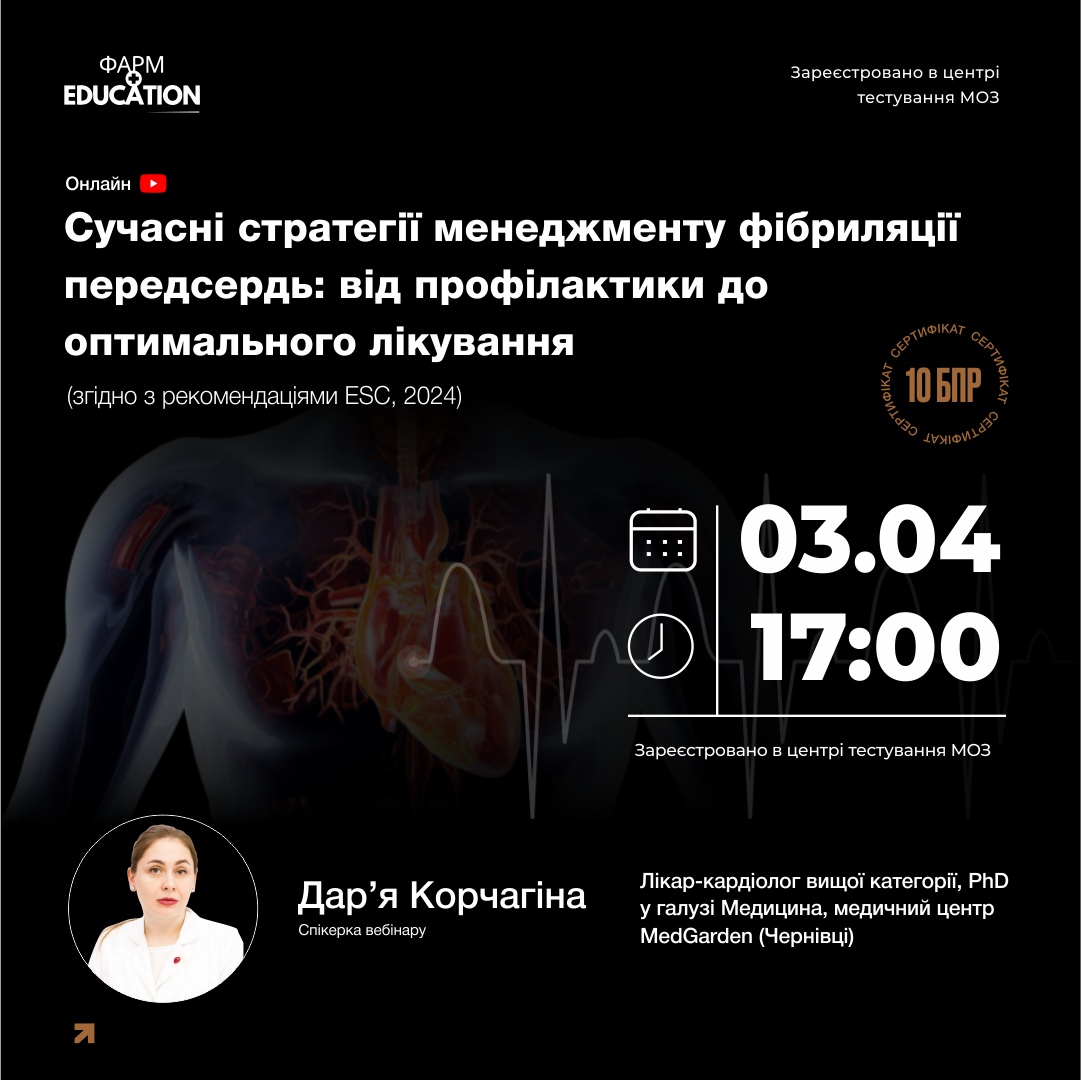 ФАРМ
EDUCATION
Зареєстровано в центрі
тестування МОЗ
Онлайн
Сучасні стратегії менеджменту фібриляції
передсердь: від профілактики до
оптимального лікування
(згідно з рекомендаціями ESC, 2024)
СЕРТИФІКАТ СЕРТИФІКАТ СЕРТИФІКАТ СЕРТИФІКАТ
10 БПР
03.04
17:00
Зареєстровано в центрі тестування МОЗ
Дар’я Корчагіна
Спікерка вебінару
Лікар-кардіолог вищої категорії, PhD
у галузі Медицина, медичний центр
MedGarden (Чернівці)